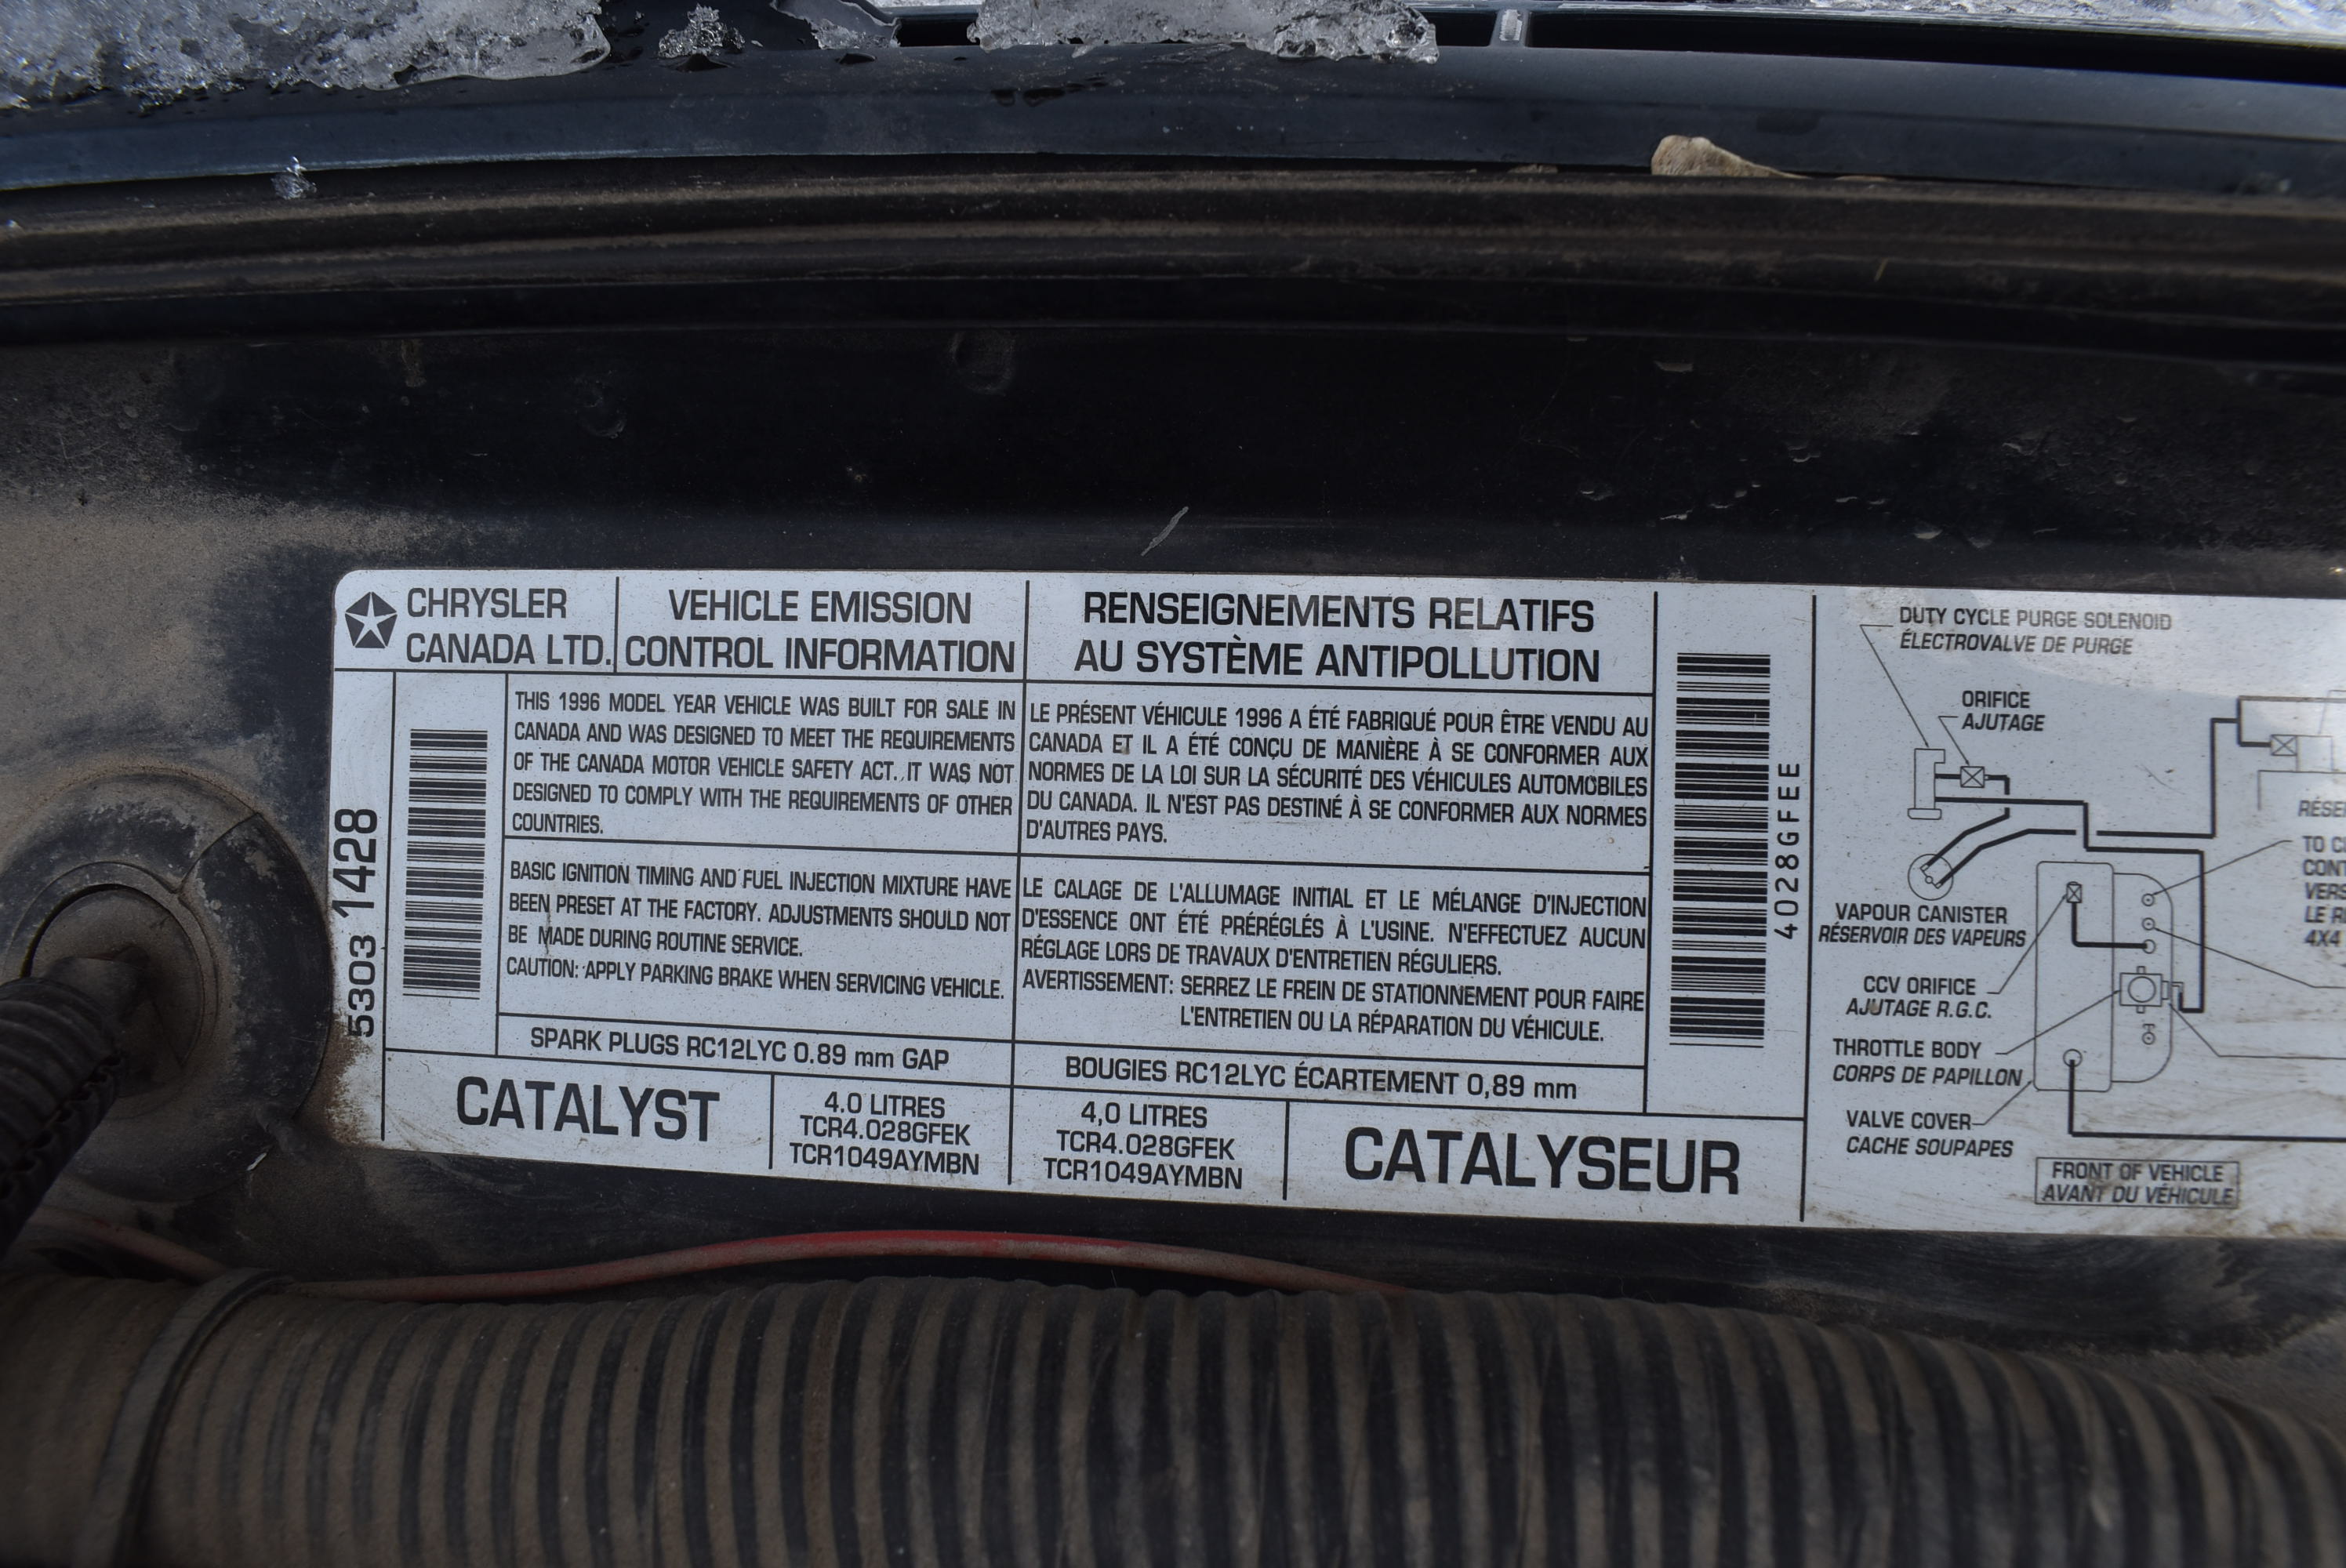 CHRYSLER
CANADA LTD.
VEHICLE EMISSION
CONTROL INFORMATION
RENSEIGNEMENTS RELATIFS
AU SYSTÈME ANTIPOLLUTION
5303 1428
THIS 1996 MODEL YEAR VEHICLE WAS BUILT FOR SALE IN
CANADA AND WAS DESIGNED TO MEET THE REQUIREMENTS
OF THE CANADA MOTOR VEHICLE SAFETY ACT. IT WAS NOT
DESIGNED TO COMPLY WITH THE REQUIREMENTS OF OTHER
COUNTRIES.
LE PRÉSENT VÉHICULE 1996 A ÉTÉ FABRIQUÉ POUR ÊTRE VENDU AU
CANADA ET IL A ÉTÉ CONÇU DE MANIÈRE À SE CONFORMER AUX
NORMES DE LA LOI SUR LA SÉCURITÉ DES VÉHICULES AUTOMOBILES
DU CANADA. IL N'EST PAS DESTINÉ À SE CONFORMER AUX NORMES
D'AUTRES PAYS.
BASIC IGNITION TIMING AND FUEL INJECTION MIXTURE HAVE
BEEN PRESET AT THE FACTORY. ADJUSTMENTS SHOULD NOT
BE MADE DURING ROUTINE SERVICE.
CAUTION: APPLY PARKING BRAKE WHEN SERVICING VEHICLE.
LE CALAGE DE L'ALLUMAGE INITIAL ET LE MÉLANGE D'INJECTION
D'ESSENCE ONT ÉTÉ PRÉRÉGLÉS À L'USINE. N'EFFECTUEZ AUCUN
RÉGLAGE LORS DE TRAVAUX D'ENTRETIEN RÉGULIERS.
AVERTISSEMENT: SERREZ LE FREIN DE STATIONNEMENT POUR FAIRE
L'ENTRETIEN OU LA RÉPARATION DU VÉHICULE.
SPARK PLUGS RC12LYC 0.89 mm GAP
BOUGIES RC12LYC ÉCARTEMENT 0,89 mm
CATALYST
4.0 LITRES
TCR4.028GFEK
TCR1049AYMBN
4,0 LITRES
TCR4.028GFEK
TCR1049AYMBN
CATALYSEUR
4028GFEE
DUTY CYCLE PURGE SOLENOID
ÉLECTROVALVE DE PURGE
ORIFICE
AJUTAGE
VAPOUR CANISTER
RÉSERVOIR DES VAPEURS
CCV ORIFICE
AJUTAGE R.G.C.
THROTTLE BODY
CORPS DE PAPILLON
VALVE COVER
CACHE SOUPAPES
FRONT OF VEHICLE
AVANT DU VÉHICULE
TO
VERS
LE
4X4